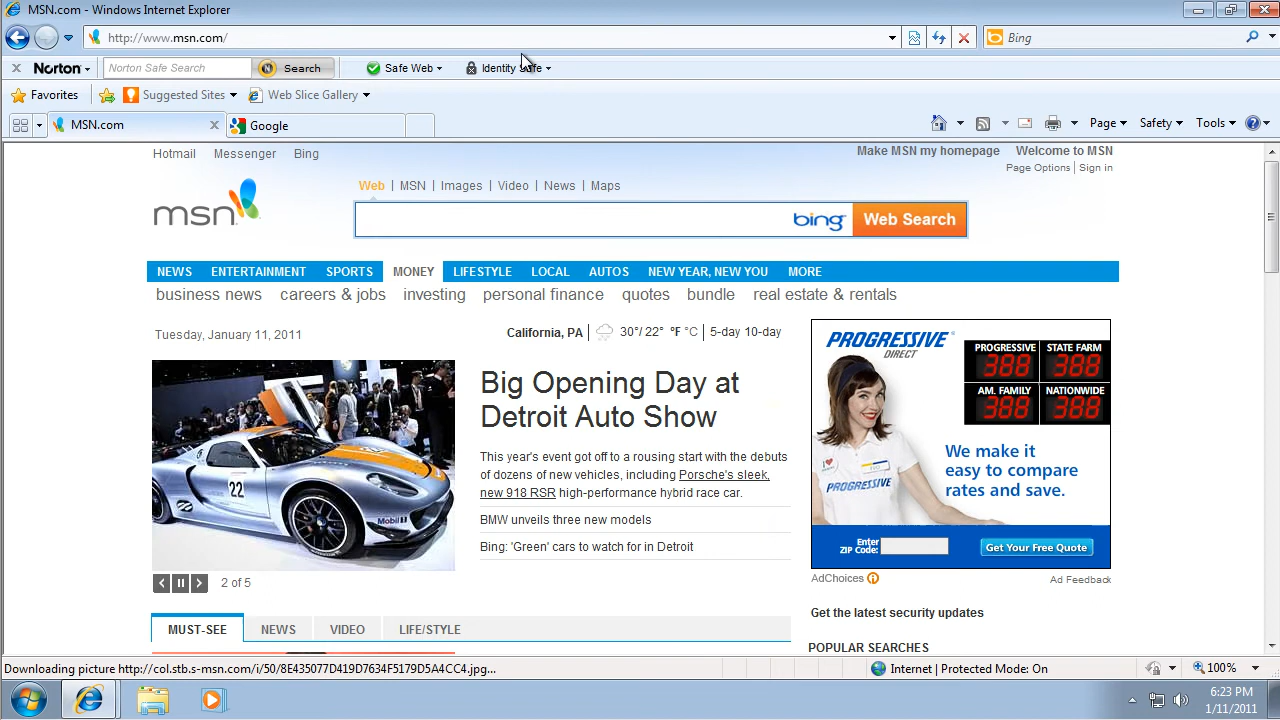 MSN.com - Windows Internet Explorer
http://www.msn.com/
Bing
x Norton Norton Safe Search Search Safe Web Identity Safe
Favorites Suggested Sites Web Slice Gallery
MSN.com x Google Page Safety Tools
Hotmail Messenger Bing
Make MSN my homepage Welcome to MSN
Page Options | Sign in
msn
Web | MSN | Images | Video | News | Maps
bing Web Search
NEWS ENTERTAINMENT SPORTS MONEY LIFESTYLE LOCAL AUTOS NEW YEAR, NEW YOU MORE
business news careers & jobs investing personal finance quotes bundle real estate & rentals
Tuesday, January 11, 2011
California, PA 30°/ 22° °F °C 5-day 10-day
22
Mobil 1
2 of 5
Big Opening Day at
Detroit Auto Show
This year's event got off to a rousing start with the debuts
of dozens of new vehicles, including Porsche's sleek,
new 918 RSR high-performance hybrid race car.
BMW unveils three new models
Bing: 'Green' cars to watch for in Detroit
PROGRESSIVE
DIRECT
PROGRESSIVE STATE FARM
388 388
AM. FAMILY NATIONWIDE
388 388
We make it
easy to compare
rates and save.
PROGRESSIVE
Enter
ZIP Code:
Get Your Free Quote
AdChoices Ad Feedback
Get the latest security updates
MUST-SEE NEWS VIDEO LIFE/STYLE
POPULAR SEARCHES
Downloading picture http://col.stb.s-msn.com/i/50/8E435077D419D7634F5179D5A4CC4.jpg...
Internet | Protected Mode: On
100%
6:23 PM
1/11/2011